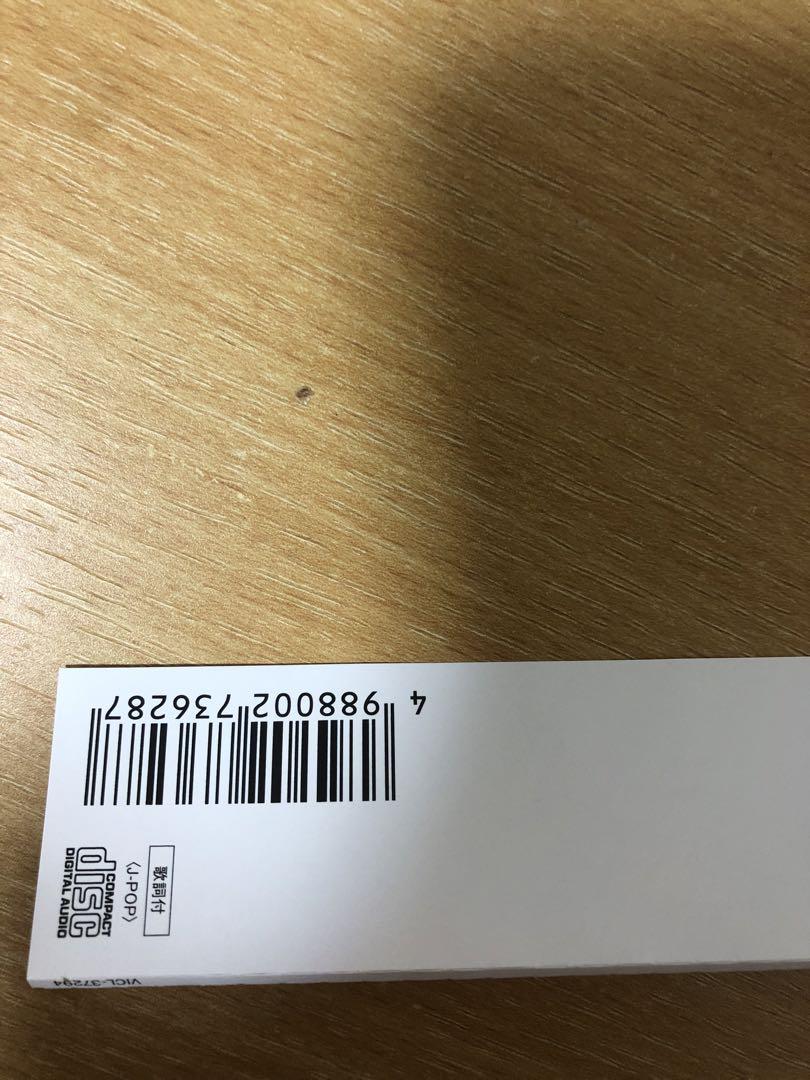 4 988002 736287
歌詞付
〈J-POP〉
COMPACT
disc
DIGITAL AUDIO
VICL-37294